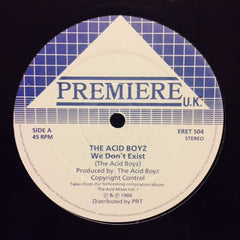 PREMIERE
U.K.
SIDE A
45 RPM
ERET 504
STEREO
THE ACID BOYZ
We Don't Exist
(The Acid Boyz)
Produced by: The Acid Boyz
Copyright Control
Taken from the forthcoming compilation album:
The Acid Mixes Vol. I
© & ℗ 1988
Distributed by PRT